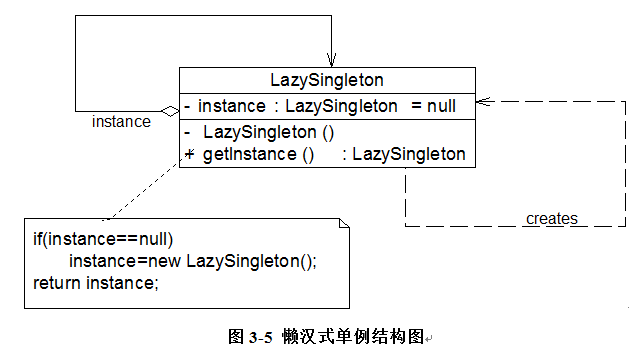 LazySingleton
- instance : LazySingleton = null
instance
- LazySingleton ()
+ getInstance () : LazySingleton
creates
if(instance==null)
instance=new LazySingleton();
return instance;
图 3-5 懒汉式单例结构图